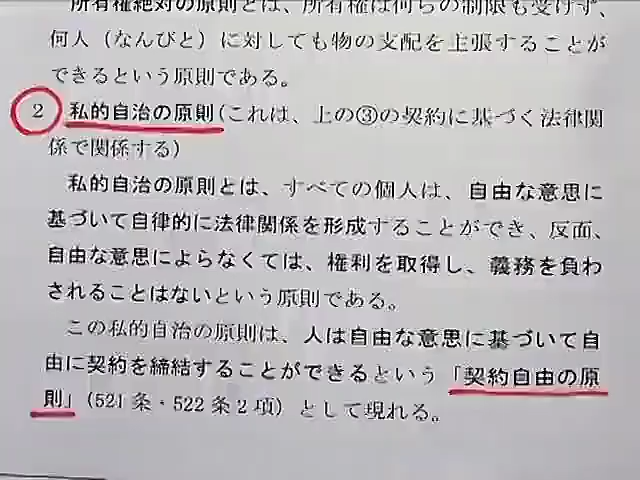 所有権絶対の原則とは、所有権は何らの制限も受けず、
何人（なんびと）に対しても物の支配を主張することが
できるという原則である。
2 私的自治の原則（これは、上の③の契約に基づく法律関
係で関係する）
私的自治の原則とは、すべての個人は、自由な意思に
基づいて自律的に法律関係を形成することができ、反面、
自由な意思によらなくては、権利を取得し、義務を負わ
されることはないという原則である。
この私的自治の原則は、人は自由な意思に基づいて自
由に契約を締結することができるという「契約自由の原
則」（521条・522条2項）として現れる。